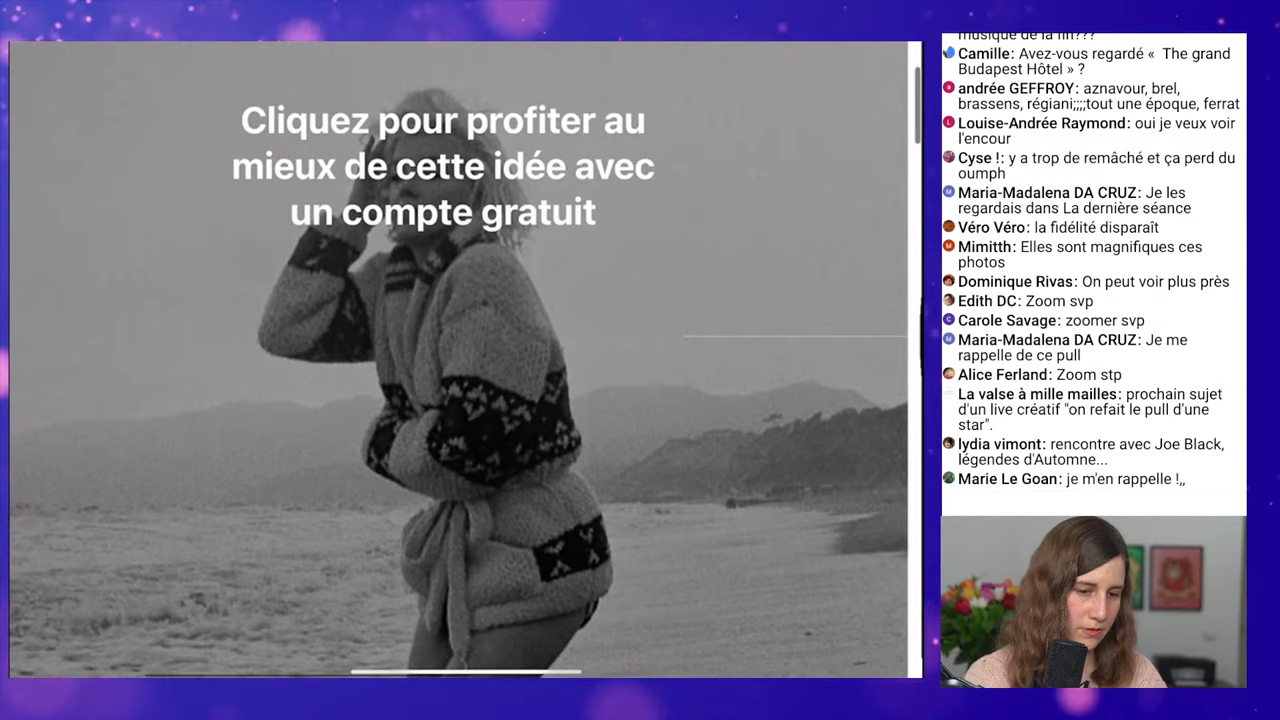 Cliquez pour profiter au
mieux de cette idée avec
un compte gratuit
musique de la fin???
Camille: Avez-vous regardé « The grand
Budapest Hôtel » ?
andrée GEFFROY: aznavour, brel,
brassens, régiani;;;;tout une époque, ferrat
Louise-Andrée Raymond: oui je veux voir
l'encour
Cyse !: y a trop de remâché et ça perd du
oumph
Maria-Madalena DA CRUZ: Je les
regardais dans La dernière séance
Véro Véro: la fidélité disparaît
Mimitth: Elles sont magnifiques ces
photos
Dominique Rivas: On peut voir plus près
Edith DC: Zoom svp
Carole Savage: zoomer svp
Maria-Madalena DA CRUZ: Je me
rappelle de ce pull
Alice Ferland: Zoom stp
La valse à mille mailles: prochain sujet
d'un live créatif "on refait le pull d'une
star".
lydia vimont: rencontre avec Joe Black,
légendes d'Automne...
Marie Le Goan: je m'en rappelle !,,